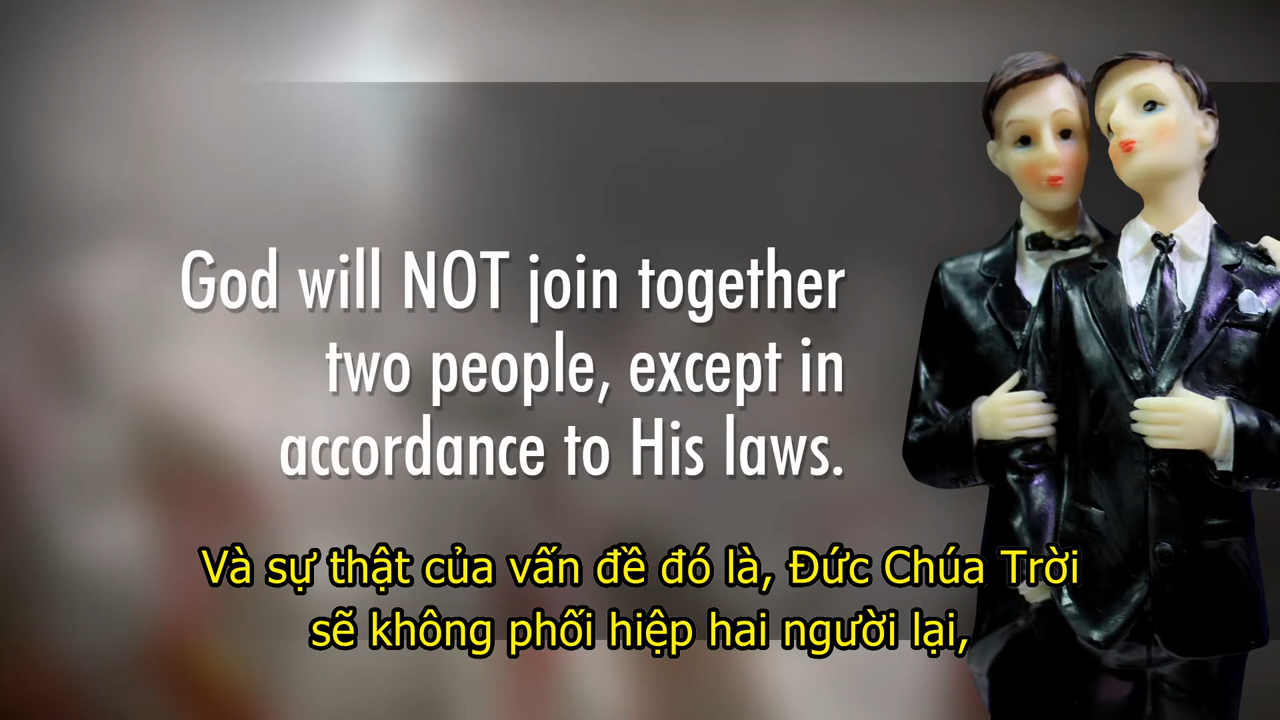 God will NOT join together
two people, except in
accordance to His laws.
Và sự thật của vấn đề đó là, Đức Chúa Trời
sẽ không phối hiệp hai người lại,